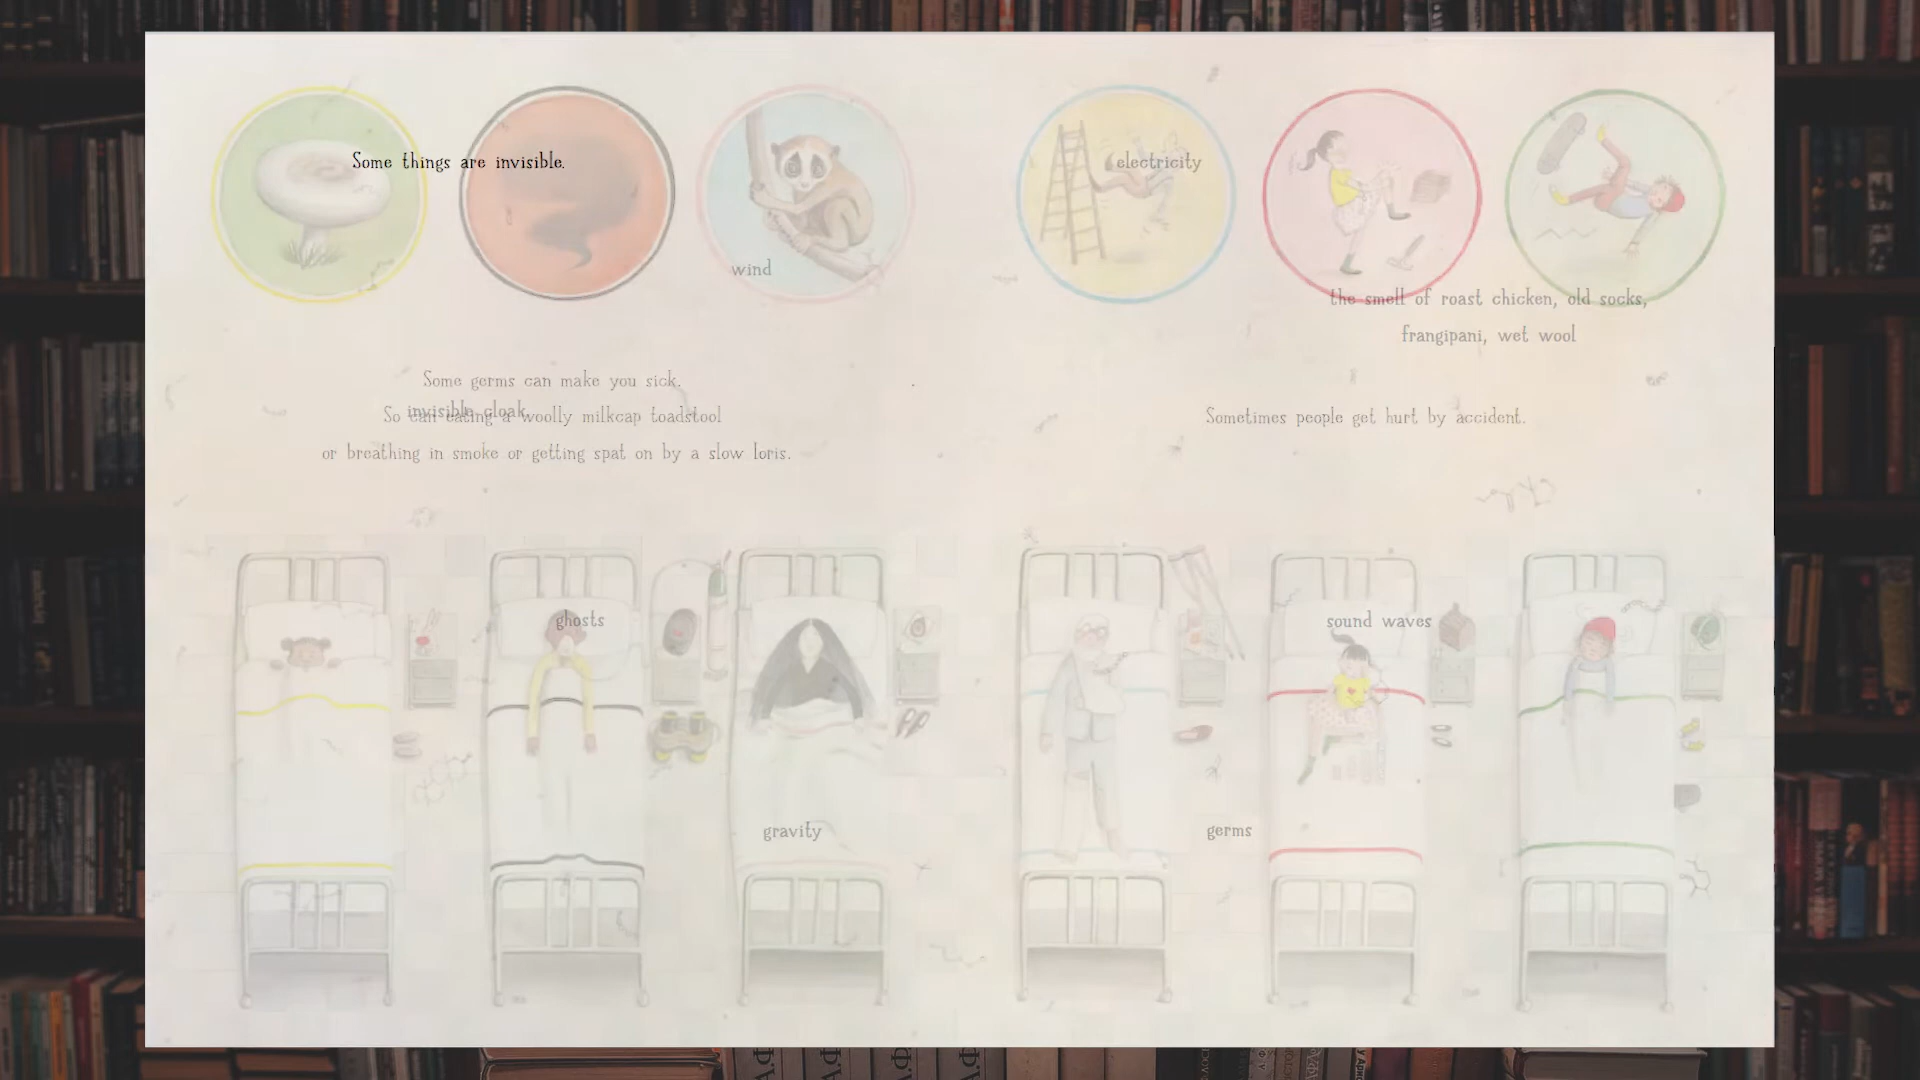 Some things are invisible.
electricity
wind
the smell of roast chicken, old socks,
frangipani, wet wool
Some germs can make you sick.
invisible cloak
So can eating a woolly milkcap toadstool
or breathing in smoke or getting spat on by a slow loris.
Sometimes people get hurt by accident.
ghosts
sound waves
gravity
germs